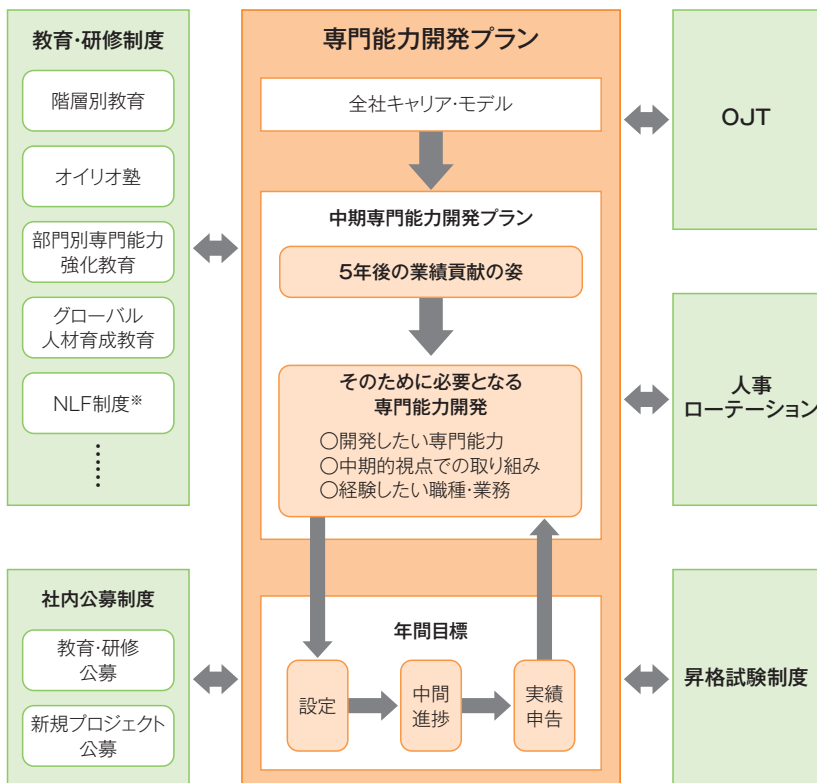 教育・研修制度
階層別教育
オイリオ塾
部門別専門能力
強化教育
グローバル
人材育成教育
NLF制度※
社内公募制度
教育・研修
公募
新規プロジェクト
公募
専門能力開発プラン
全社キャリア・モデル
中期専門能力開発プラン
5年後の業績貢献の姿
そのために必要となる
専門能力開発
○開発したい専門能力
○中期的視点での取り組み
○経験したい職種・業務
年間目標
設定
中間
進捗
実績
申告
OJT
人事
ローテーション
昇格試験制度